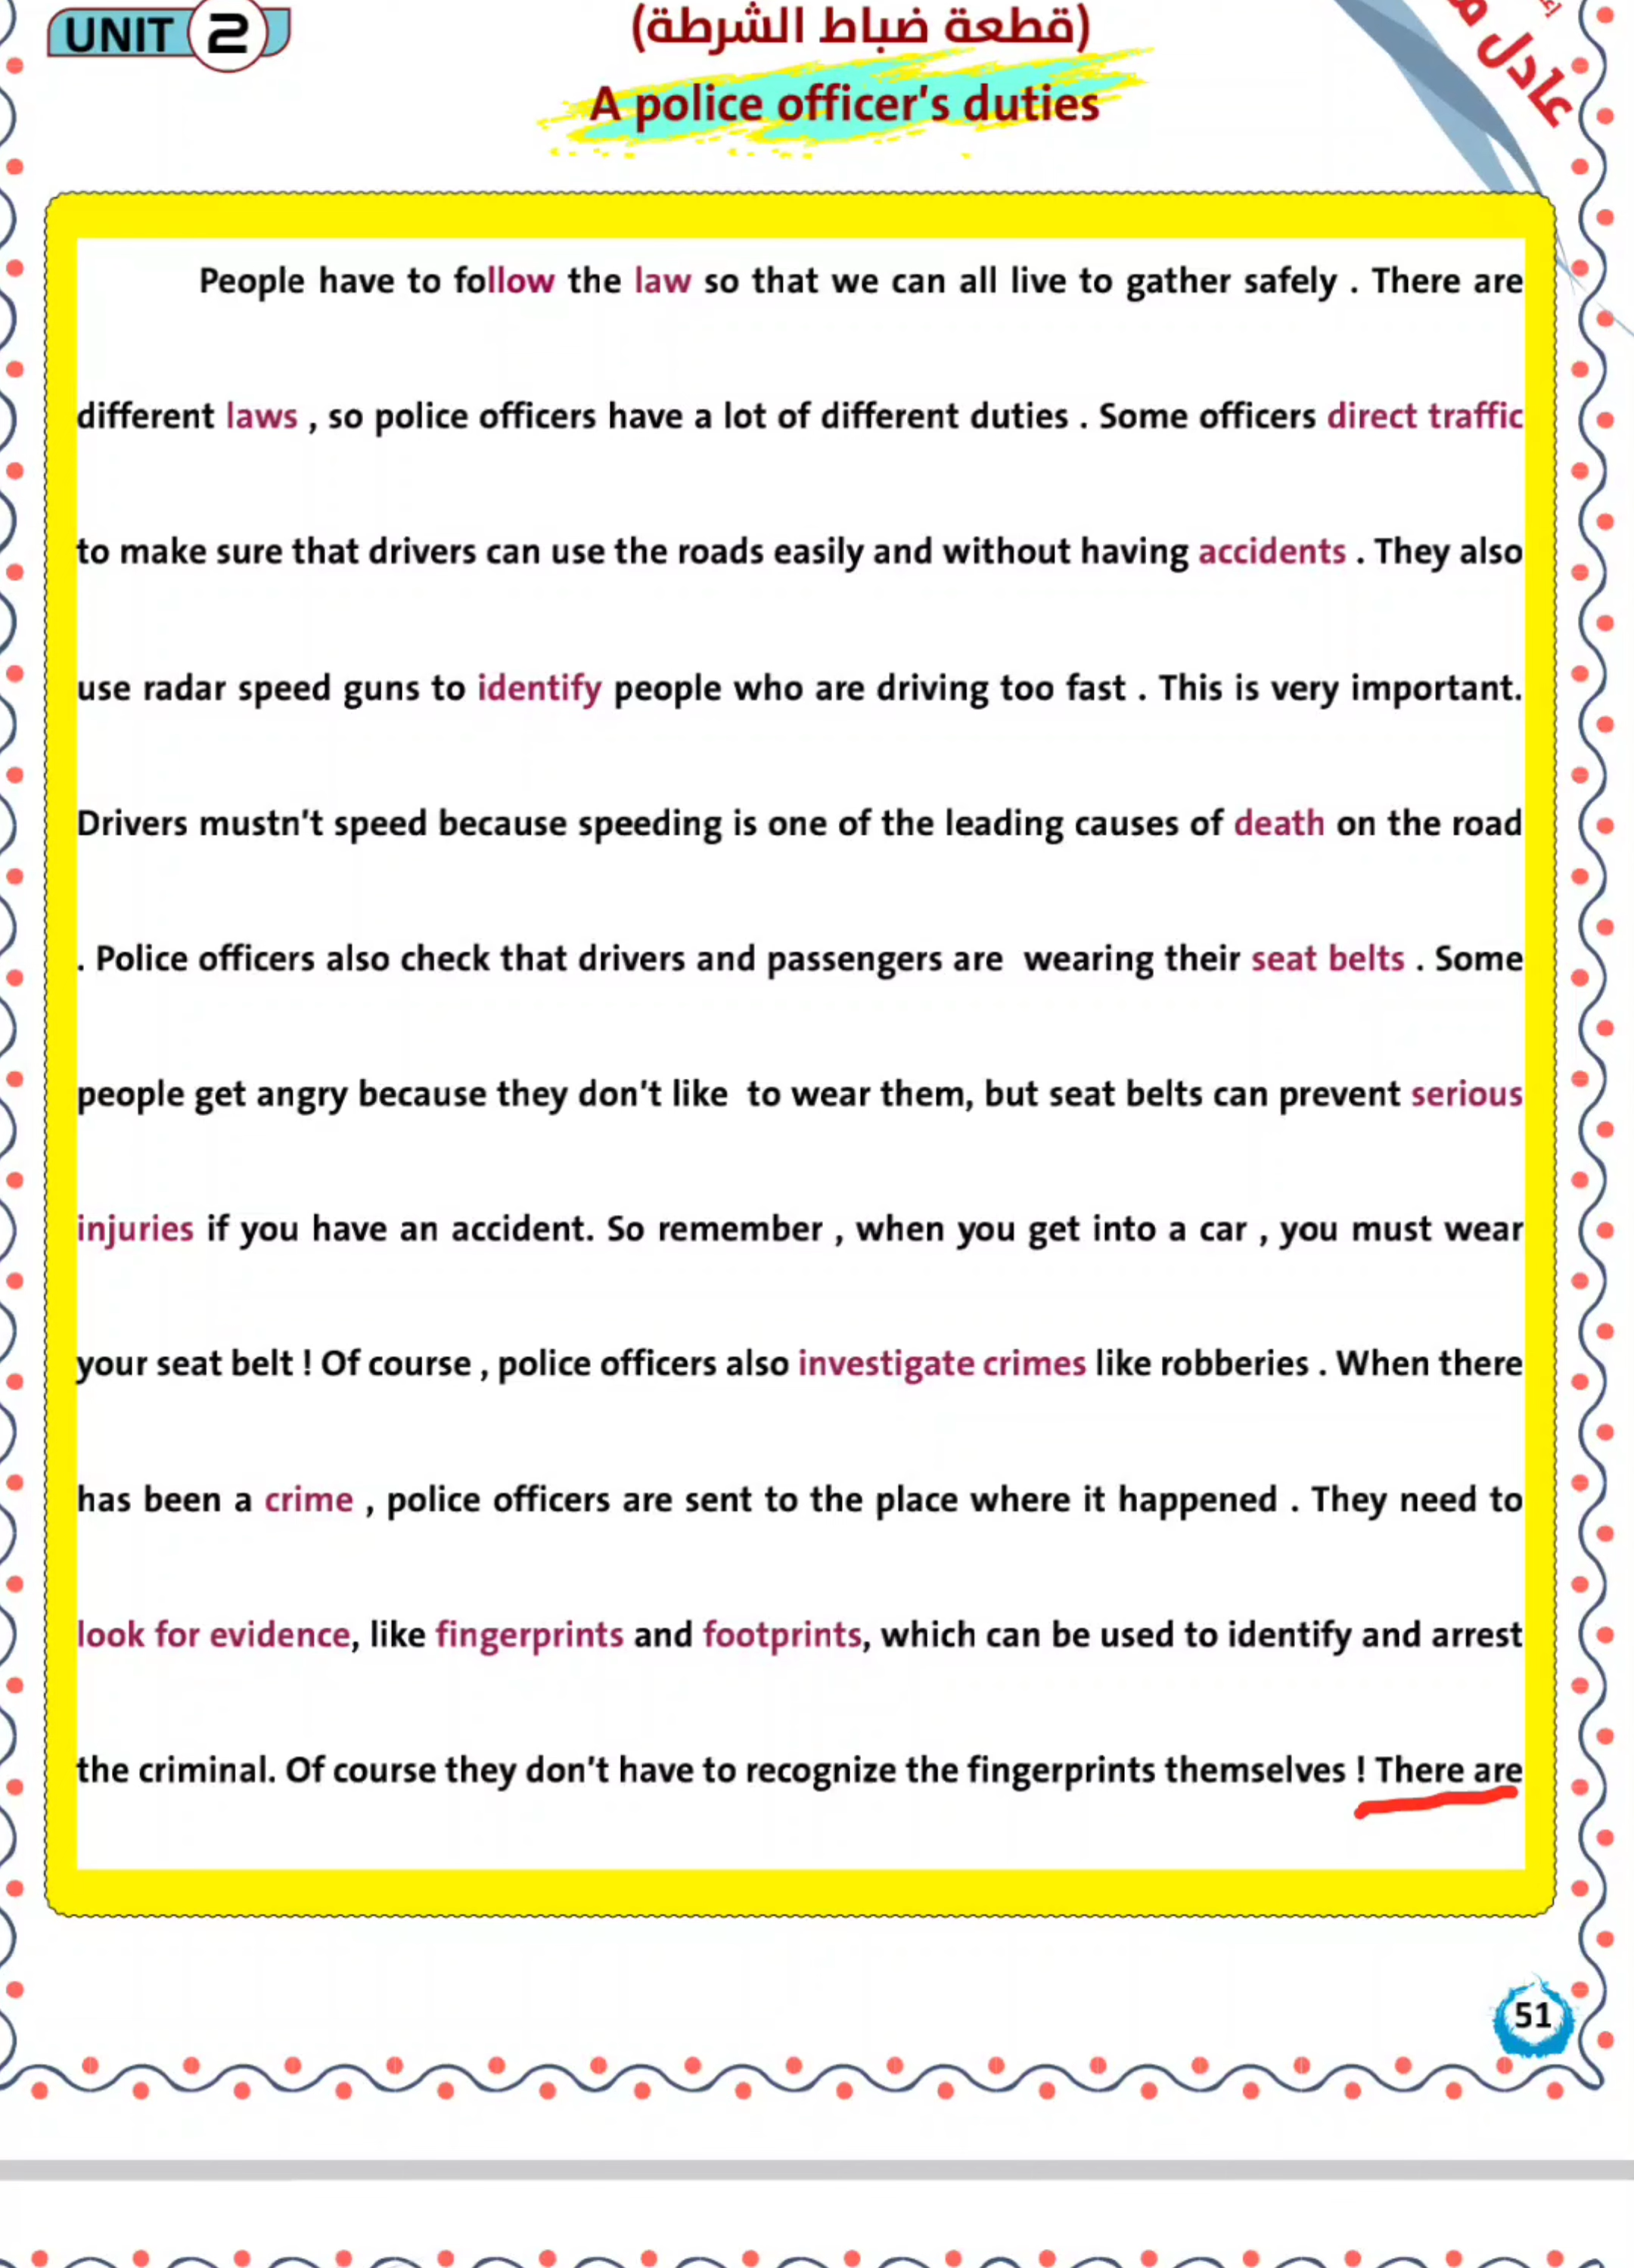 UNIT 2
(قطعة ضباط الشرطة)
A police officer's duties
عادل
People have to follow the law so that we can all live to gather safely . There are
different laws , so police officers have a lot of different duties . Some officers direct traffic
to make sure that drivers can use the roads easily and without having accidents . They also
use radar speed guns to identify people who are driving too fast . This is very important.
Drivers mustn't speed because speeding is one of the leading causes of death on the road
. Police officers also check that drivers and passengers are wearing their seat belts . Some
people get angry because they don't like to wear them, but seat belts can prevent serious
injuries if you have an accident. So remember , when you get into a car , you must wear
your seat belt ! Of course , police officers also investigate crimes like robberies . When there
has been a crime , police officers are sent to the place where it happened . They need to
look for evidence, like fingerprints and footprints, which can be used to identify and arrest
the criminal. Of course they don't have to recognize the fingerprints themselves ! There are
51